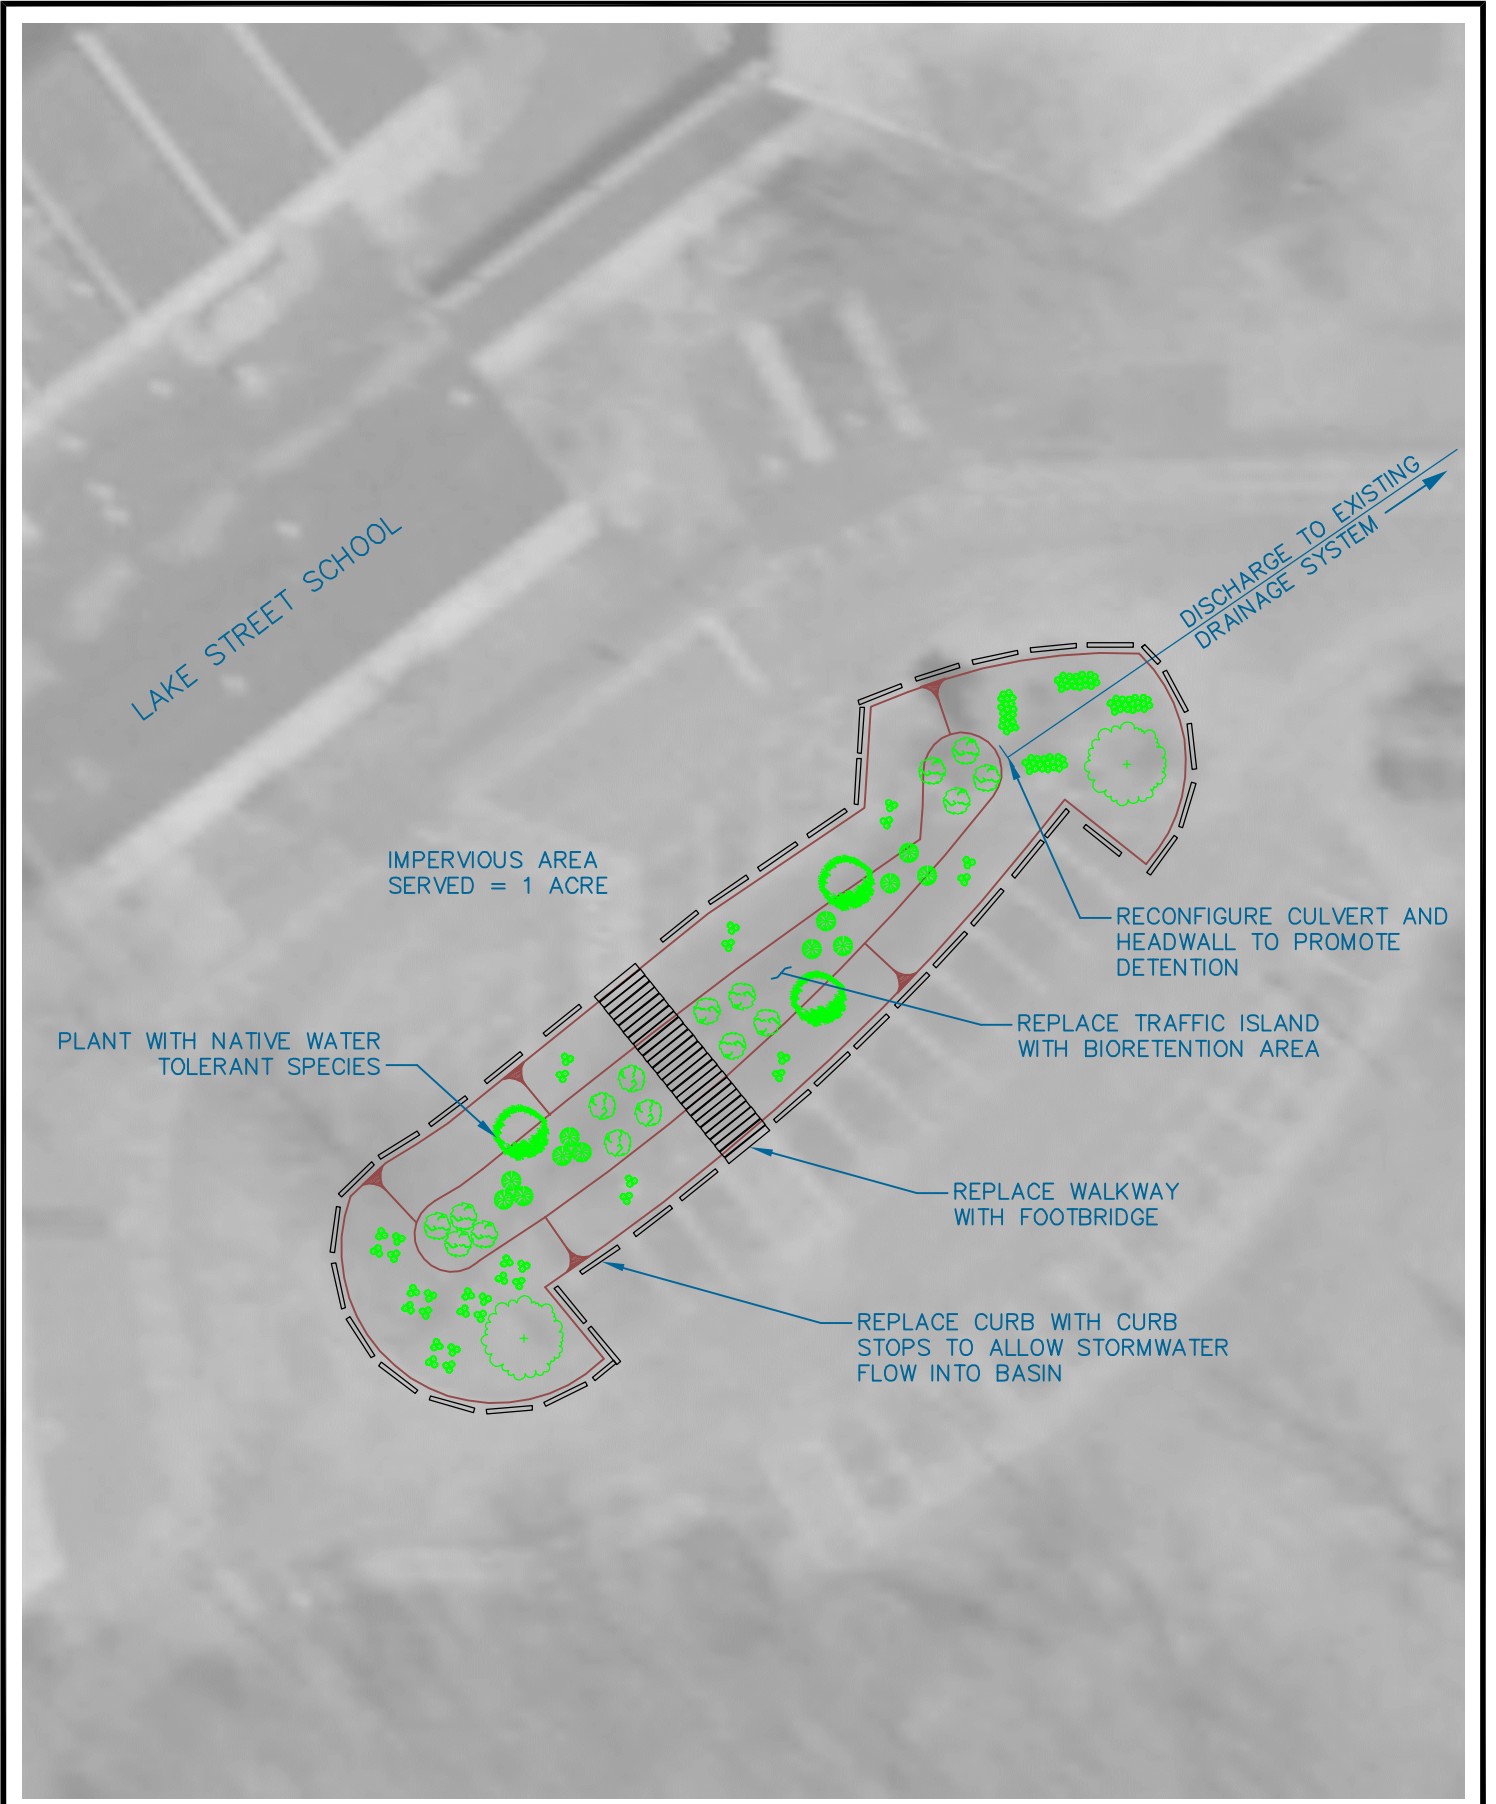 LAKE STREET SCHOOL
DISCHARGE TO EXISTING
DRAINAGE SYSTEM
IMPERVIOUS AREA
SERVED = 1 ACRE
RECONFIGURE CULVERT AND
HEADWALL TO PROMOTE
DETENTION
REPLACE TRAFFIC ISLAND
WITH BIORETENTION AREA
PLANT WITH NATIVE WATER
TOLERANT SPECIES
REPLACE WALKWAY
WITH FOOTBRIDGE
REPLACE CURB WITH CURB
STOPS TO ALLOW STORMWATER
FLOW INTO BASIN